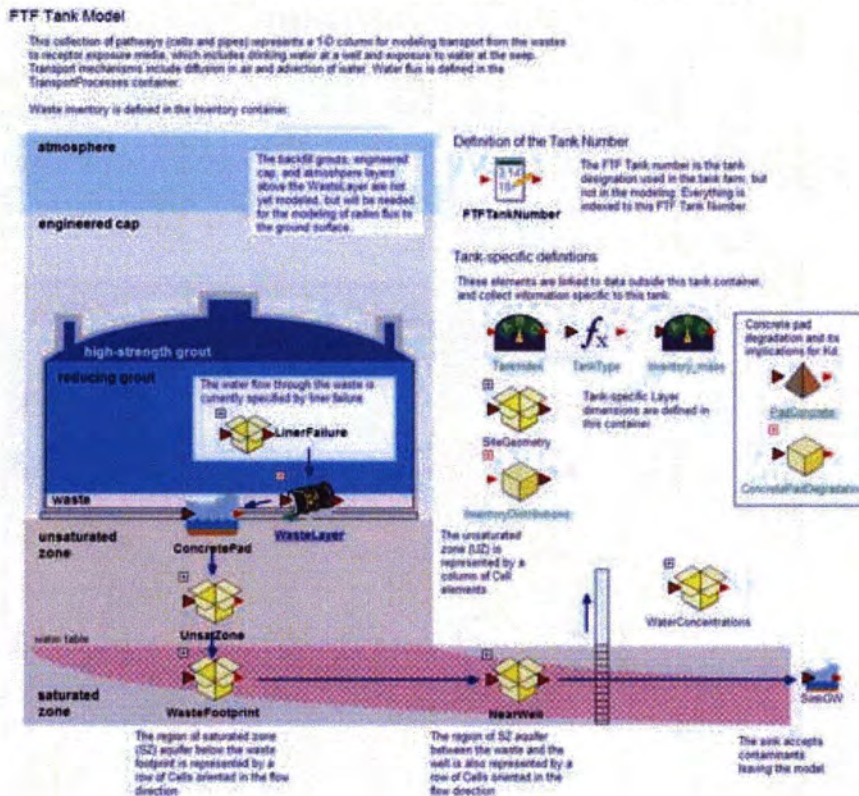 FTF Tank Model
This collection of pathways (cells and pipes) represents a 1-D column for modeling transport from the wastes
to receptor exposure media, which includes drinking water at a well and exposure to water at the seep.
Transport mechanisms include diffusion in air and advection of water. Water flux is defined in the
TransportProcesses container.
Waste inventory is defined in the Inventory container.
atmosphere
The backfill grouts, engineered
cap, and atmosphere layers
above the WasteLayer are not
yet modeled, but will be needed
for the modeling of radon flux to
the ground surface.
engineered cap
high-strength grout
reducing grout
The water flow through the waste is
currently specified by liner failure
LinerFailure
waste
WasteLayer
ConcretePad
unsaturated
zone
UnsatZone
water table
saturated
zone
WasteFootprint
NearWell
The region of saturated zone
(SZ) aquifer below the waste
footprint is represented by a
row of Cells oriented in the flow
direction
The region of SZ aquifer
between the waste and the
well is also represented by a
row of Cells oriented in the
flow direction
Definition of the Tank Number
3.14
FTFTankNumber
The FTF Tank number is the tank
designation used in the tank farm, but
not in the modeling. Everything is
indexed to this FTF Tank Number.
Tank-specific definitions
These elements are linked to data outside this tank container,
and collect information specific to this tank.
TankIndex
fx
TankType
Inventory_mass
SiteGeometry
Tank-specific Layer
dimensions are defined in
this container
InventoryDistributions
Concrete pad
degradation and its
implications for Kd.
PadConcrete
ConcretePadDegradation
The unsaturated
zone (UZ) is
represented by a
column of Cell
elements
WaterConcentrations
SinkGW
The sink accepts
contaminants
leaving the model